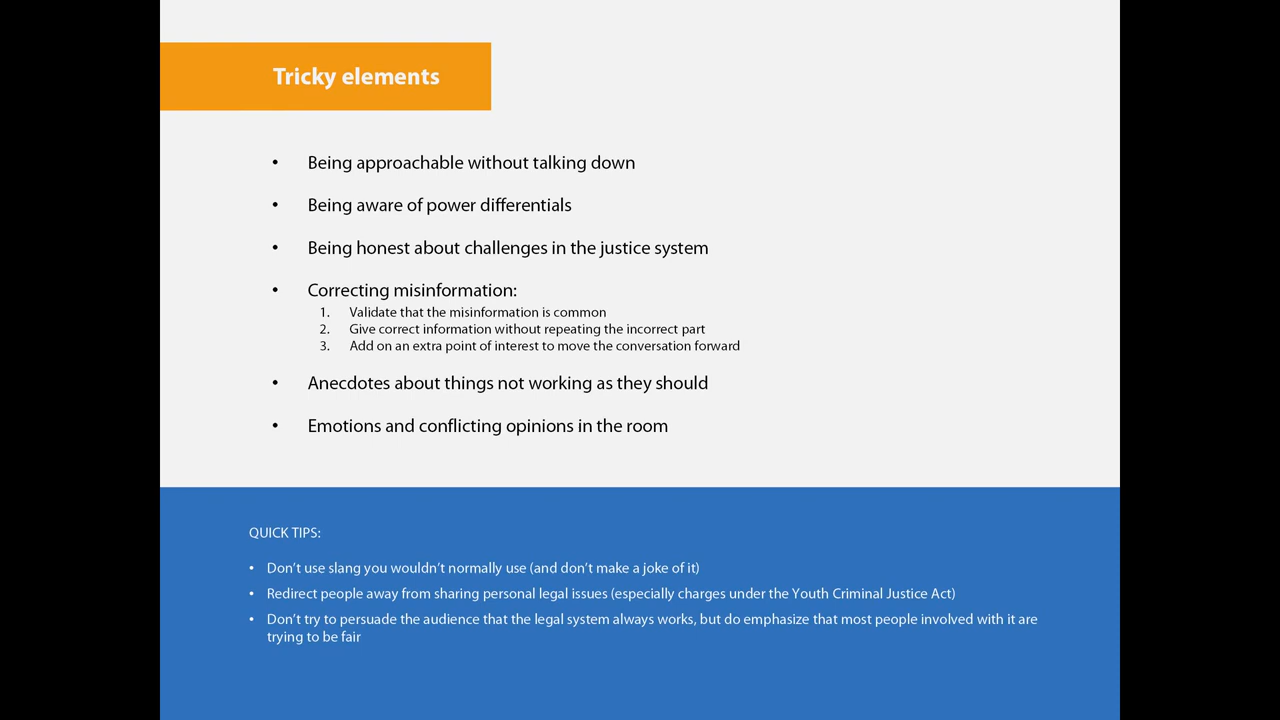 Tricky elements
• Being approachable without talking down
• Being aware of power differentials
• Being honest about challenges in the justice system
• Correcting misinformation:
1. Validate that the misinformation is common
2. Give correct information without repeating the incorrect part
3. Add on an extra point of interest to move the conversation forward
• Anecdotes about things not working as they should
• Emotions and conflicting opinions in the room
QUICK TIPS:
• Don’t use slang you wouldn’t normally use (and don’t make a joke of it)
• Redirect people away from sharing personal legal issues (especially charges under the Youth Criminal Justice Act)
• Don’t try to persuade the audience that the legal system always works, but do emphasize that most people involved with it are
trying to be fair